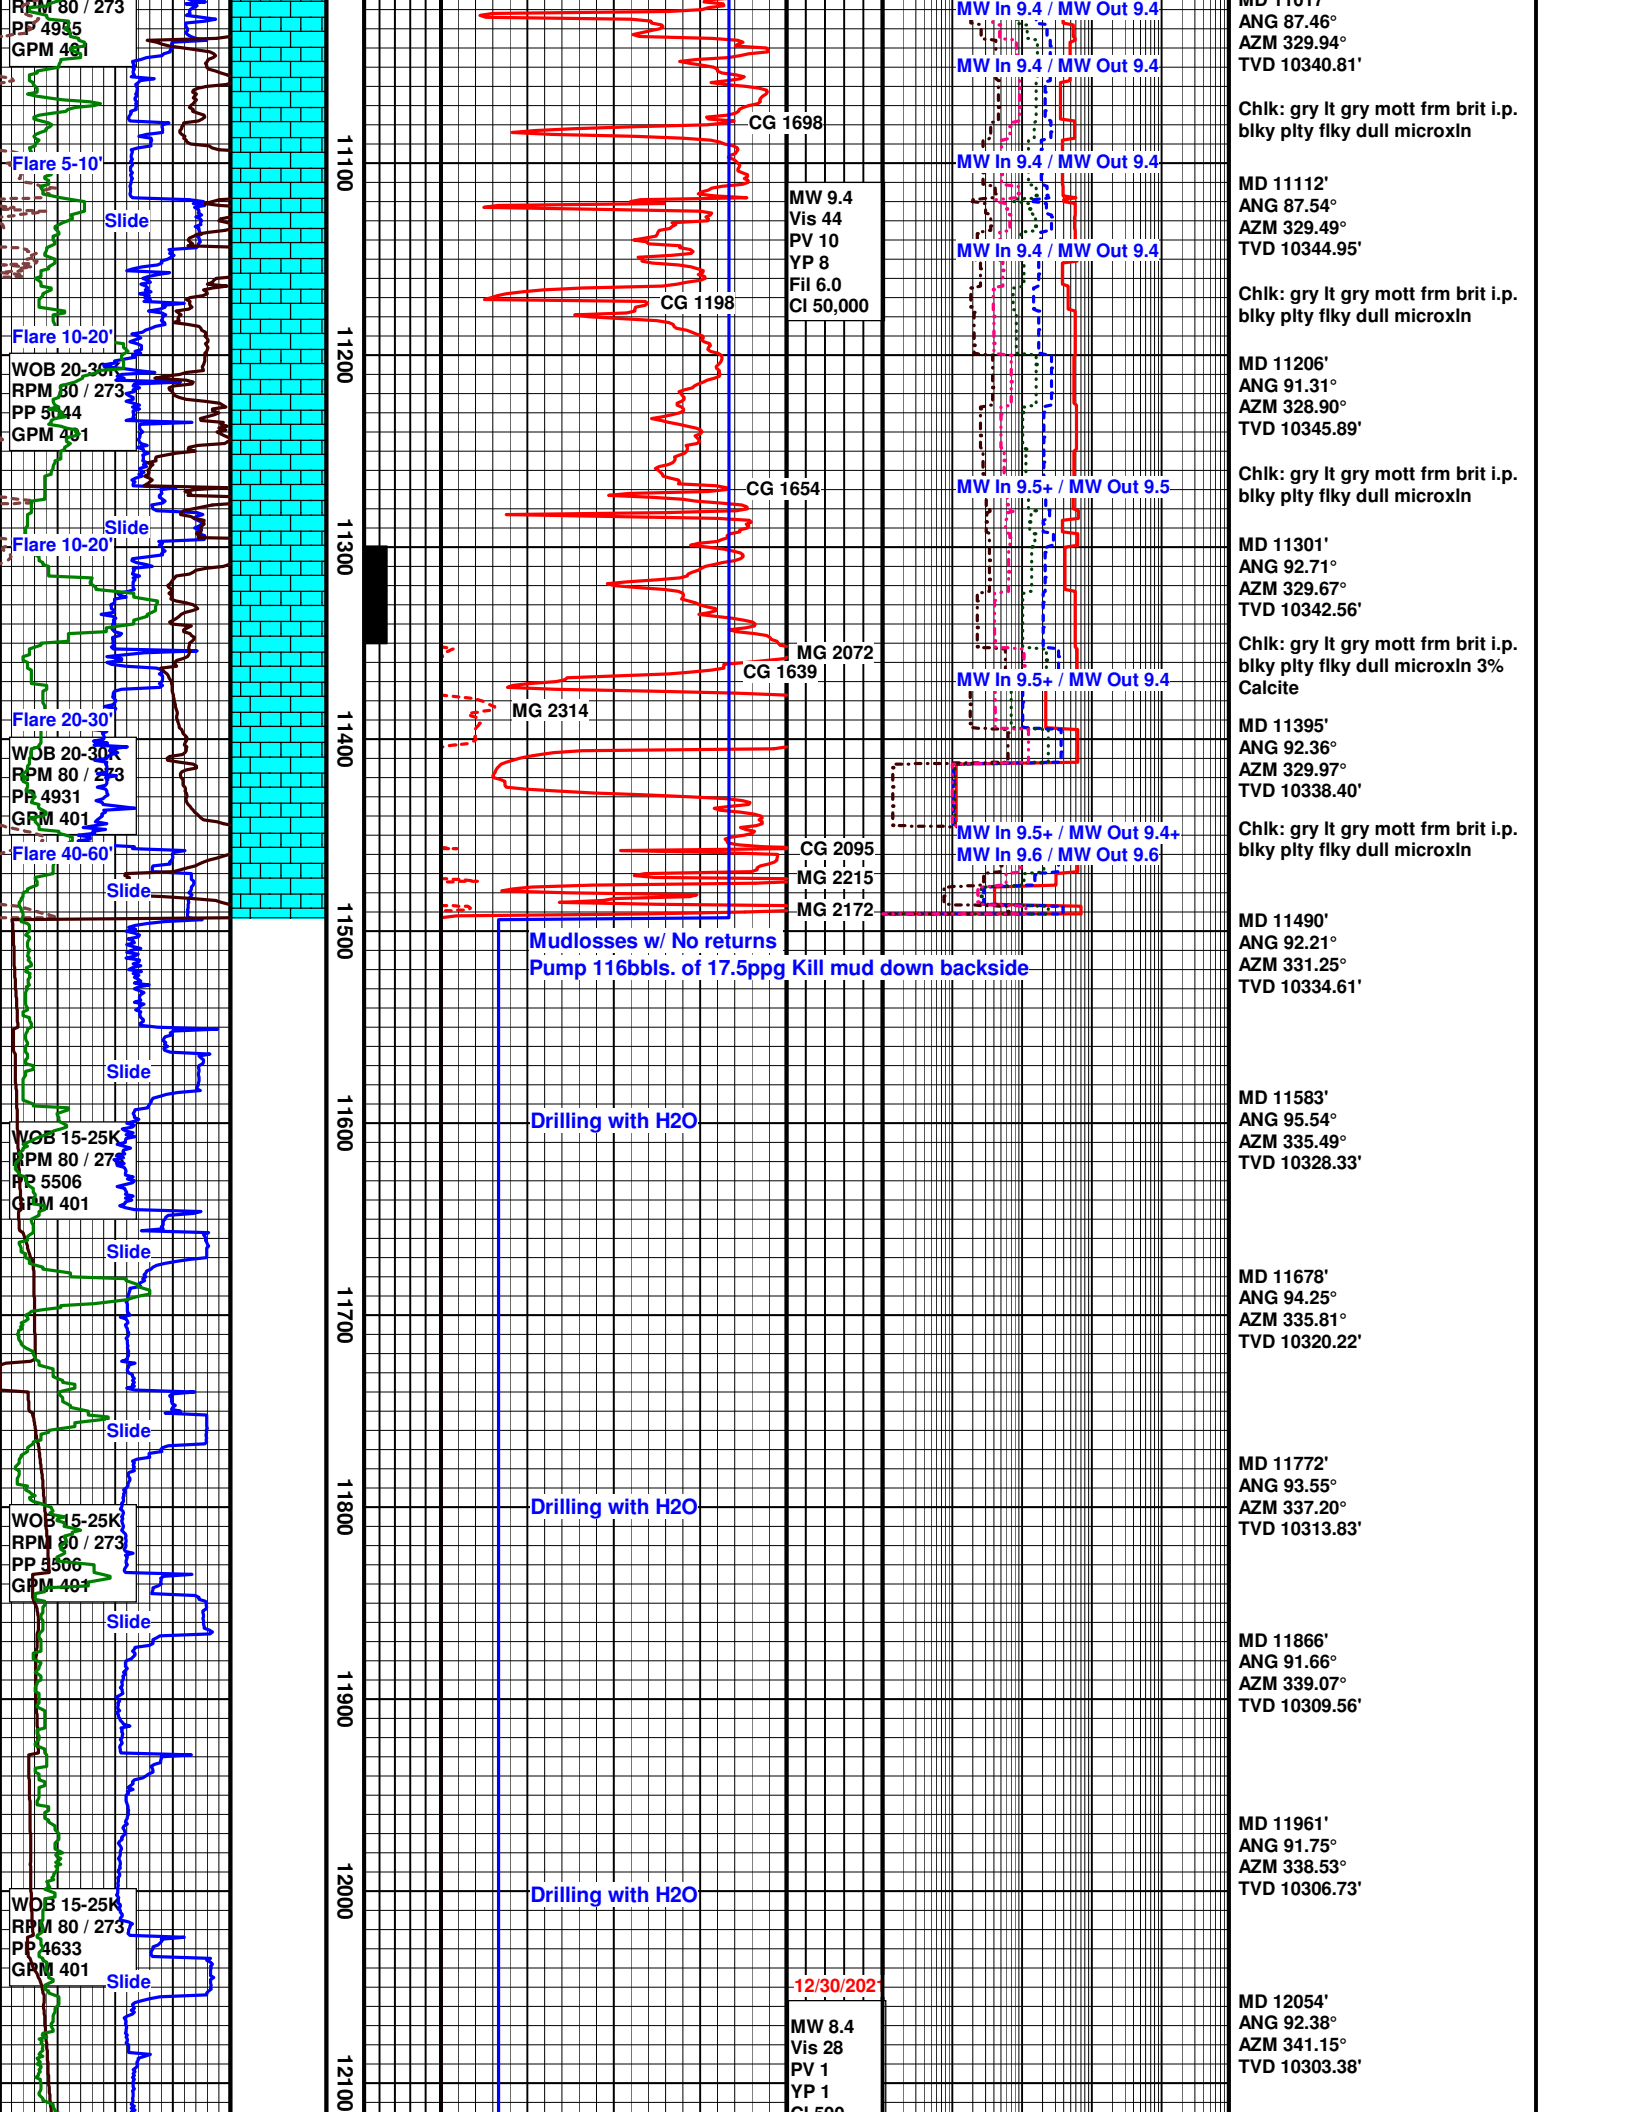 RPM 80 / 273
PP 4955
GPM 401
Flare 5-10'
Slide
Flare 10-20'
WOB 20-30K
RPM 80 / 273
PP 5044
GPM 401
Slide
Flare 10-20'
Flare 20-30'
WOB 20-30K
RPM 80 / 273
PP 4931
GPM 401
Flare 40-60'
Slide
Slide
WOB 15-25K
RPM 80 / 273
PP 5506
GPM 401
Slide
Slide
WOB 15-25K
RPM 80 / 273
PP 5506
GPM 401
Slide
WOB 15-25K
RPM 80 / 273
PP 4633
GPM 401
Slide
11100
11200
11300
11400
11500
11600
11700
11800
11900
12000
12100
CG 1698
CG 1198
CG 1654
MG 2072
CG 1639
MG 2314
CG 2095
MG 2215
MG 2172
Mudlosses w/ No returns
Pump 116bbls. of 17.5ppg Kill mud down backside
Drilling with H2O
Drilling with H2O
Drilling with H2O
MW 9.4
Vis 44
PV 10
YP 8
Fil 6.0
Cl 50,000
12/30/2021
MW 8.4
Vis 28
PV 1
YP 1
Cl 500
MW In 9.4 / MW Out 9.4
MW In 9.4 / MW Out 9.4
MW In 9.4 / MW Out 9.4
MW In 9.4 / MW Out 9.4
MW In 9.5+ / MW Out 9.5
MW In 9.5+ / MW Out 9.4
MW In 9.5+ / MW Out 9.4+
MW In 9.6 / MW Out 9.6
MD 11017'
ANG 87.46°
AZM 329.94°
TVD 10340.81'
Chlk: gry lt gry mott frm brit i.p.
blky plty flky dull microxln
MD 11112'
ANG 87.54°
AZM 329.49°
TVD 10344.95'
Chlk: gry lt gry mott frm brit i.p.
blky plty flky dull microxln
MD 11206'
ANG 91.31°
AZM 328.90°
TVD 10345.89'
Chlk: gry lt gry mott frm brit i.p.
blky plty flky dull microxln
MD 11301'
ANG 92.71°
AZM 329.67°
TVD 10342.56'
Chlk: gry lt gry mott frm brit i.p.
blky plty flky dull microxln 3%
Calcite
MD 11395'
ANG 92.36°
AZM 329.97°
TVD 10338.40'
Chlk: gry lt gry mott frm brit i.p.
blky plty flky dull microxln
MD 11490'
ANG 92.21°
AZM 331.25°
TVD 10334.61'
MD 11583'
ANG 95.54°
AZM 335.49°
TVD 10328.33'
MD 11678'
ANG 94.25°
AZM 335.81°
TVD 10320.22'
MD 11772'
ANG 93.55°
AZM 337.20°
TVD 10313.83'
MD 11866'
ANG 91.66°
AZM 339.07°
TVD 10309.56'
MD 11961'
ANG 91.75°
AZM 338.53°
TVD 10306.73'
MD 12054'
ANG 92.38°
AZM 341.15°
TVD 10303.38'